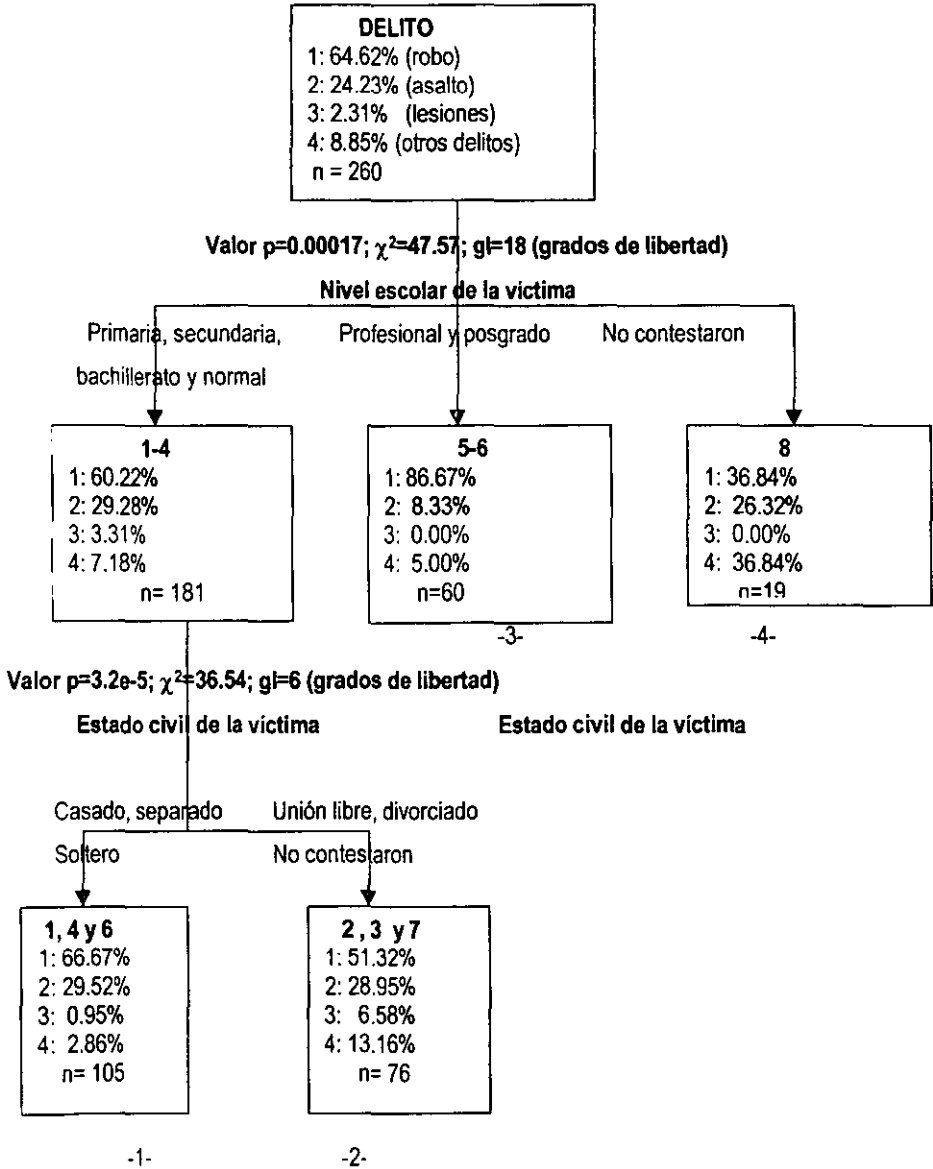 DELITO
1: 64.62% (robo)
2: 24.23% (asalto)
3: 2.31% (lesiones)
4: 8.85% (otros delitos)
n = 260
Valor p=0.00017; χ²=47.57; gl=18 (grados de libertad)
Nivel escolar de la victima
Primaria, secundaria,
bachillerato y normal
Profesional y posgrado
No contestaron
1-4
1: 60.22%
2: 29.28%
3: 3.31%
4: 7.18%
n= 181
5-6
1: 86.67%
2: 8.33%
3: 0.00%
4: 5.00%
n=60
-3-
8
1: 36.84%
2: 26.32%
3: 0.00%
4: 36.84%
n=19
-4-
Valor p=3.2e-5; χ²=36.54; gl=6 (grados de libertad)
Estado civil de la víctima
Estado civil de la victima
Casado, separado
Soltero
Unión libre, divorciado
No contestaron
1, 4 y 6
1: 66.67%
2: 29.52%
3: 0.95%
4: 2.86%
n= 105
-1-
2 , 3 y 7
1: 51.32%
2: 28.95%
3: 6.58%
4: 13.16%
n= 76
-2-